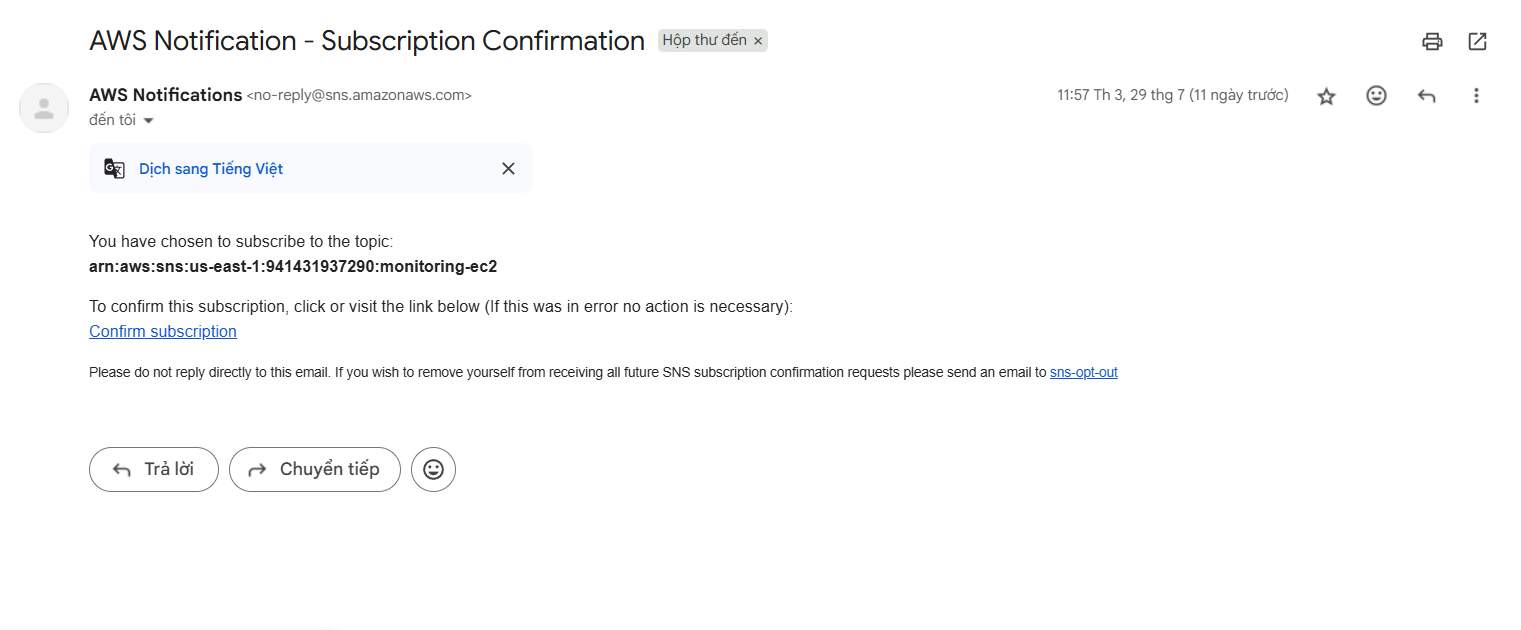 AWS Notification - Subscription Confirmation Hộp thư đến ×
AWS Notifications <no-reply@sns.amazonaws.com> 11:57 Th 3, 29 thg 7 (11 ngày trước)
đến tôi
Dịch sang Tiếng Việt
You have chosen to subscribe to the topic:
arn:aws:sns:us-east-1:941431937290:monitoring-ec2
To confirm this subscription, click or visit the link below (If this was in error no action is necessary):
Confirm subscription
Please do not reply directly to this email. If you wish to remove yourself from receiving all future SNS subscription confirmation requests please send an email to sns-opt-out
Trả lời Chuyển tiếp